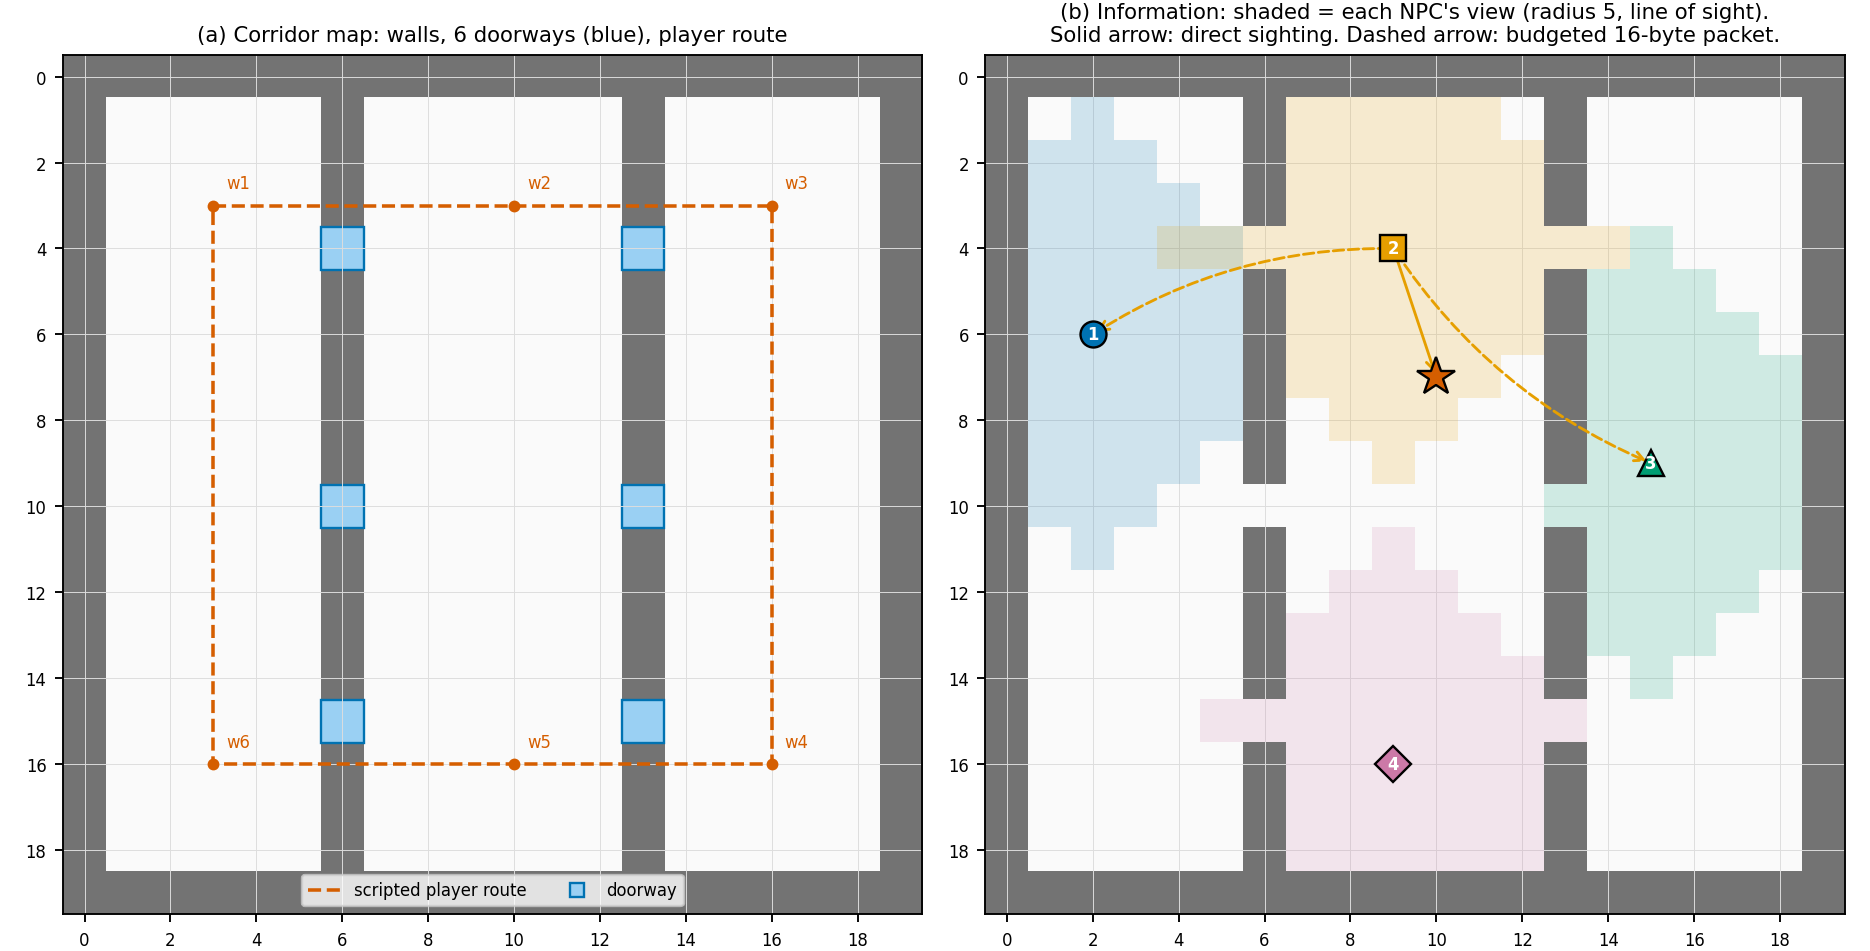 (a) Corridor map: walls, 6 doorways (blue), player route
(b) Information: shaded = each NPC's view (radius 5, line of sight).
Solid arrow: direct sighting. Dashed arrow: budgeted 16-byte packet.
0
2
4
6
8
10
12
14
16
18
w1
w2
w3
w6
w5
w4
scripted player route
doorway
0 2 4 6 8 10 12 14 16 18
0
2
4
6
8
10
12
14
16
18
2
1
3
4
0 2 4 6 8 10 12 14 16 18